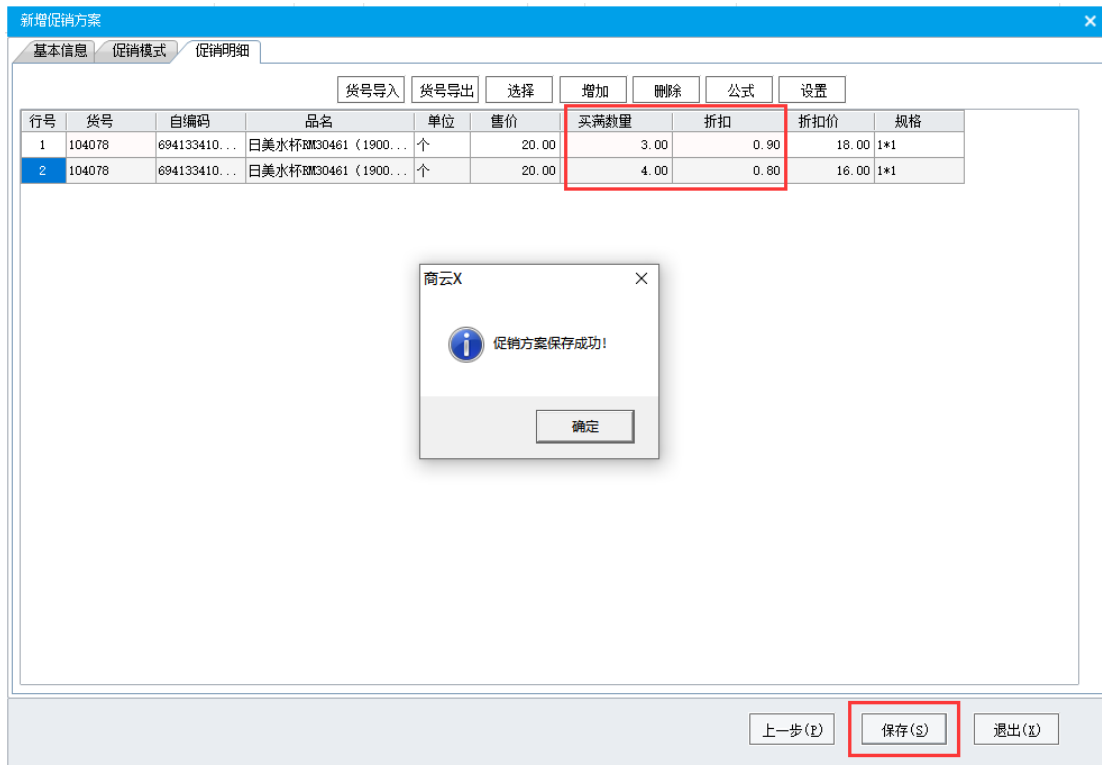 新增促销方案
基本信息 促销模式 促销明细
货号导入 货号导出 选择 增加 删除 公式 设置
行号 货号 自编码 品名 单位 售价 买满数量 折扣 折扣价 规格
1 104078 694133410... 日美水杯RM30461（1900... 个 20.00 3.00 0.90 18.00 1*1
2 104078 694133410... 日美水杯RM30461（1900... 个 20.00 4.00 0.80 16.00 1*1
商云X
促销方案保存成功!
确定
上一步(P) 保存(S) 退出(X)